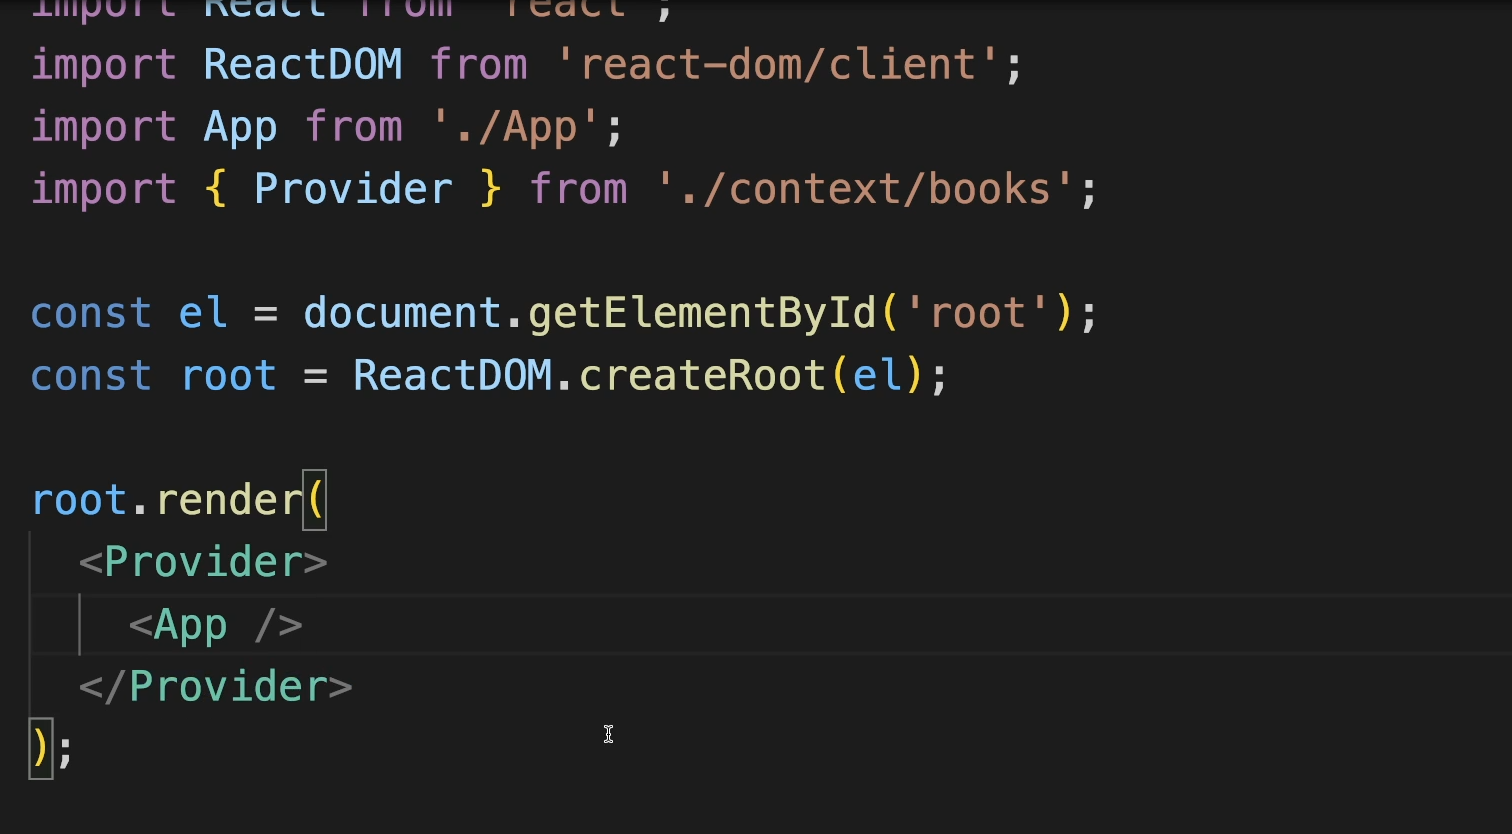 import React from 'react';
import ReactDOM from 'react-dom/client';
import App from './App';
import { Provider } from './context/books';
const el = document.getElementById('root');
const root = ReactDOM.createRoot(el);
root.render(
<Provider>
<App />
</Provider>
);